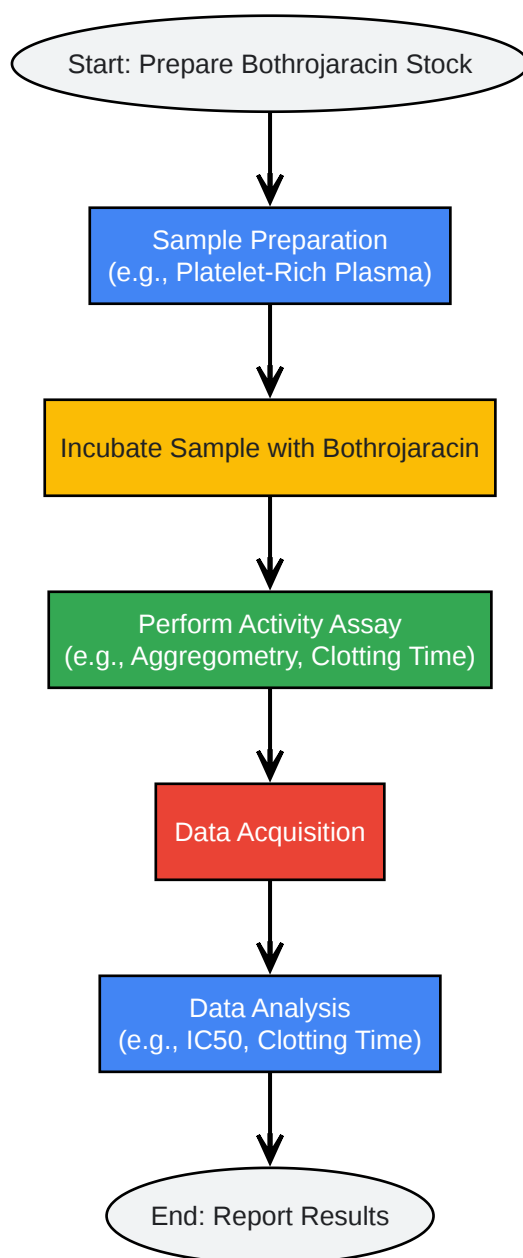 Start: Prepare Bothrojaracin Stock
Sample Preparation
(e.g., Platelet-Rich Plasma)
Incubate Sample with Bothrojaracin
Perform Activity Assay
(e.g., Aggregometry, Clotting Time)
Data Acquisition
Data Analysis
(e.g., IC50, Clotting Time)
End: Report Results